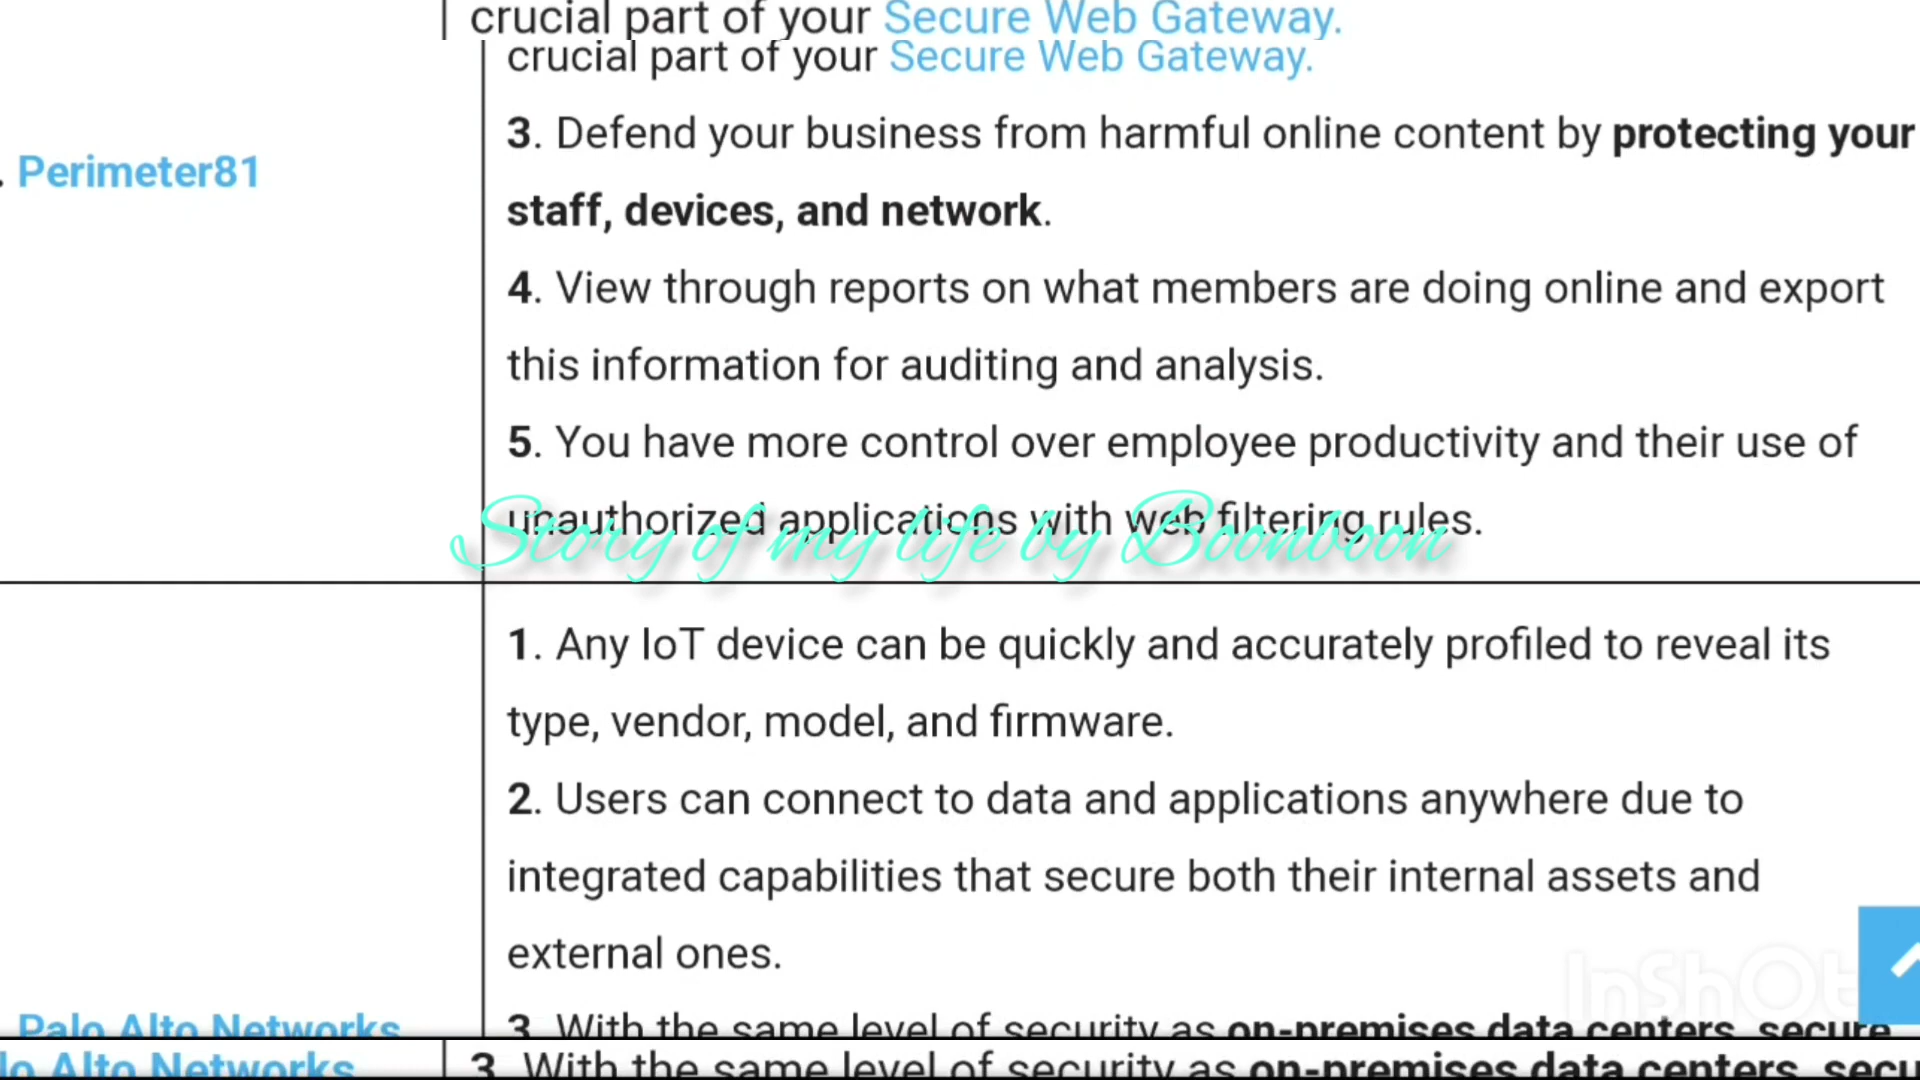 crucial part of your Secure Web Gateway.
crucial part of your Secure Web Gateway.
3. Defend your business from harmful online content by protecting your
. Perimeter81
staff, devices, and network.
4. View through reports on what members are doing online and export
this information for auditing and analysis.
5. You have more control over employee productivity and their use of
unauthorized applications with web filtering rules.
Story of my life by Boonboon
1. Any IoT device can be quickly and accurately profiled to reveal its
type, vendor, model, and firmware.
2. Users can connect to data and applications anywhere due to
integrated capabilities that secure both their internal assets and
external ones.
InShOt
Palo Alto Networks
3. With the same level of security as on-premises data centers, secure
lo Alto Networks
3. With the same level of security as on-premises data centers, secu